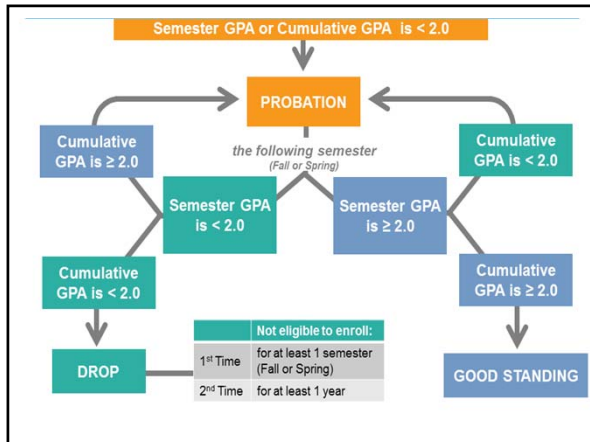 Semester GPA or Cumulative GPA is < 2.0
PROBATION
the following semester
(Fall or Spring)
Cumulative
GPA is ≥ 2.0
Cumulative
GPA is < 2.0
Semester GPA
is < 2.0
Semester GPA
is ≥ 2.0
Cumulative
GPA is < 2.0
Cumulative
GPA is ≥ 2.0
DROP
Not eligible to enroll:
1st Time for at least 1 semester
(Fall or Spring)
2nd Time for at least 1 year
GOOD STANDING